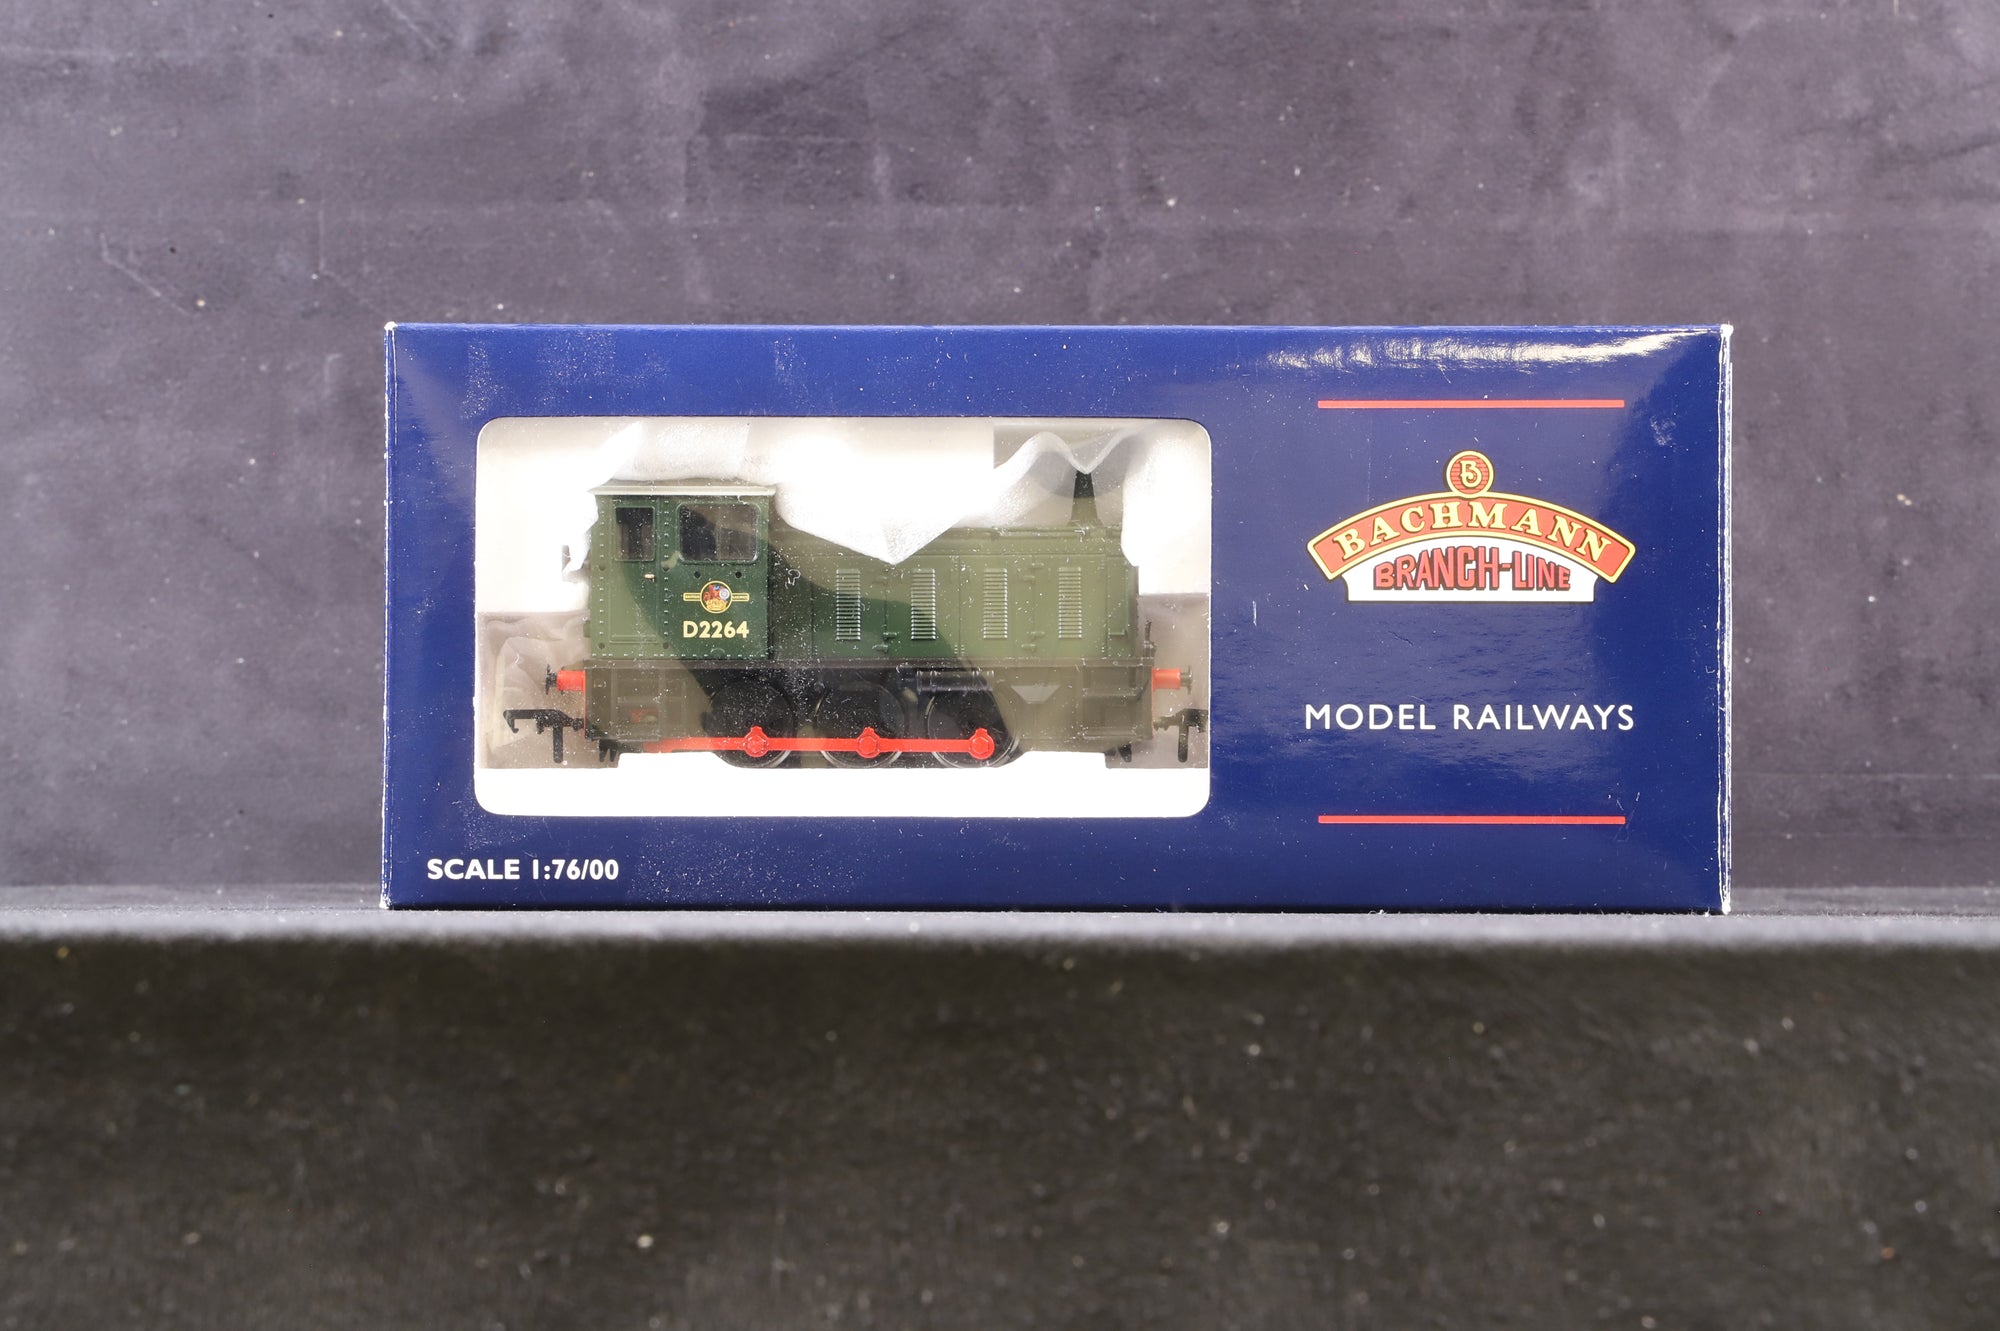 B
BACHMANN
BRANCH-LINE
D2264
MODEL RAILWAYS
SCALE 1:76/00